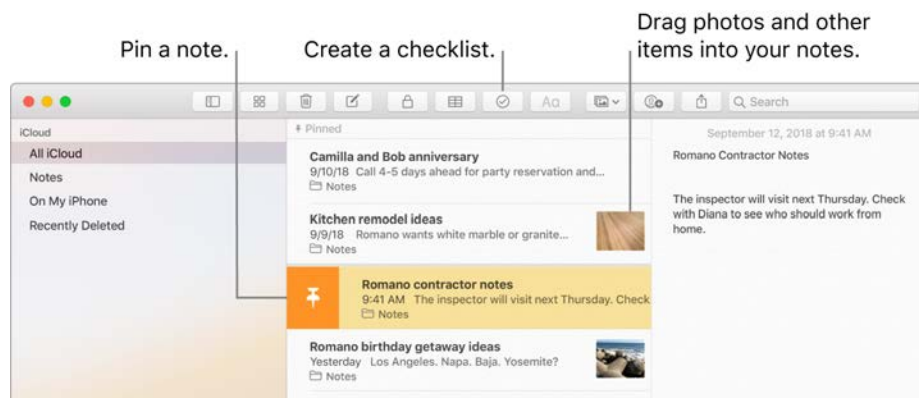 Drag photos and other
items into your notes.
Pin a note.
Create a checklist.
Aa
Search
iCloud
All iCloud
Notes
On My iPhone
Recently Deleted
Pinned
Camilla and Bob anniversary
9/10/18 Call 4-5 days ahead for party reservation and...
Notes
Kitchen remodel ideas
9/9/18 Romano wants white marble or granite...
Notes
Romano contractor notes
9:41 AM The inspector will visit next Thursday. Check
Notes
Romano birthday getaway ideas
Yesterday Los Angeles. Napa. Baja. Yosemite?
Notes
September 12, 2018 at 9:41 AM
Romano Contractor Notes
The inspector will visit next Thursday. Check
with Diana to see who should work from
home.